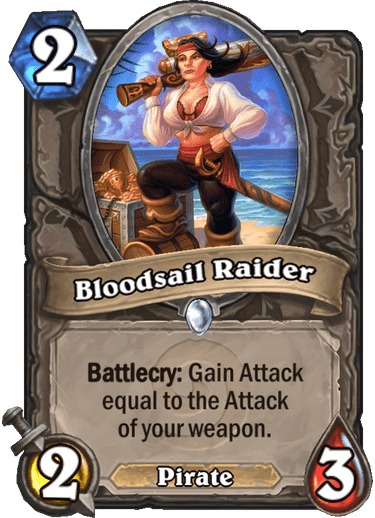 2
Bloodsail Raider
Battlecry: Gain Attack
equal to the Attack
of your weapon.
2
Pirate
3